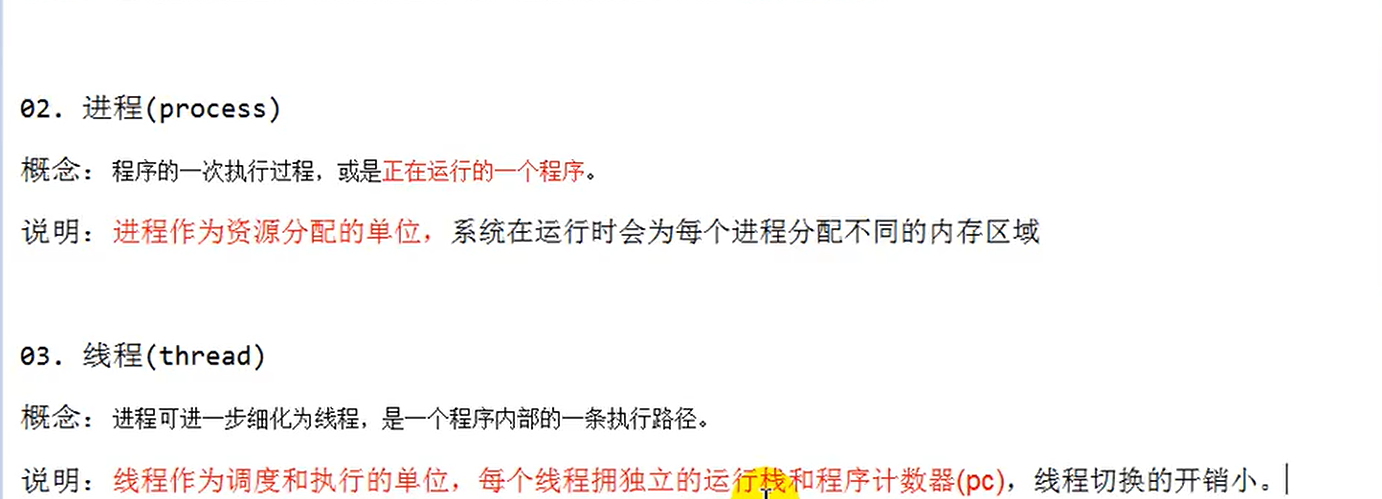 02. 进程(process)
概念：程序的一次执行过程，或是正在运行的一个程序。
说明：进程作为资源分配的单位，系统在运行时会为每个进程分配不同的内存区域
03. 线程(thread)
概念：进程可进一步细化为线程，是一个程序内部的一条执行路径。
说明：线程作为调度和执行的单位，每个线程拥独立的运行栈和程序计数器(pc)，线程切换的开销小。